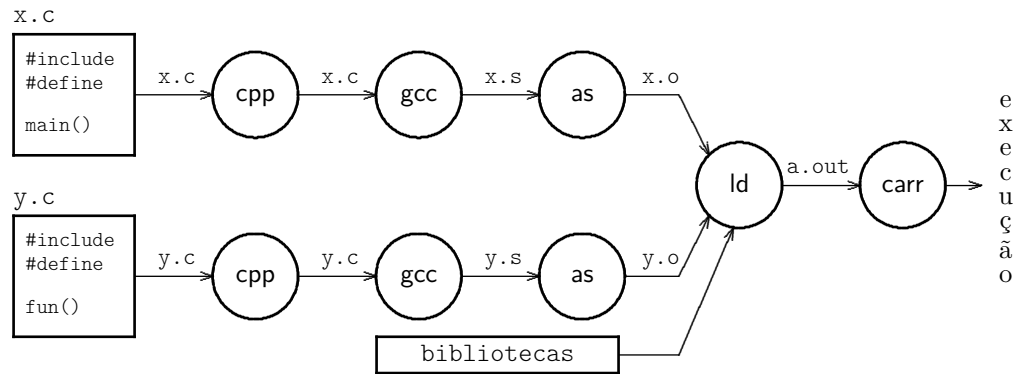 x.c
#include
#define
main()
x.c
cpp
x.c
gcc
x.s
as
x.o
y.c
#include
#define
fun()
y.c
cpp
y.c
gcc
y.s
as
y.o
bibliotecas
ld
a.out
carr
execução